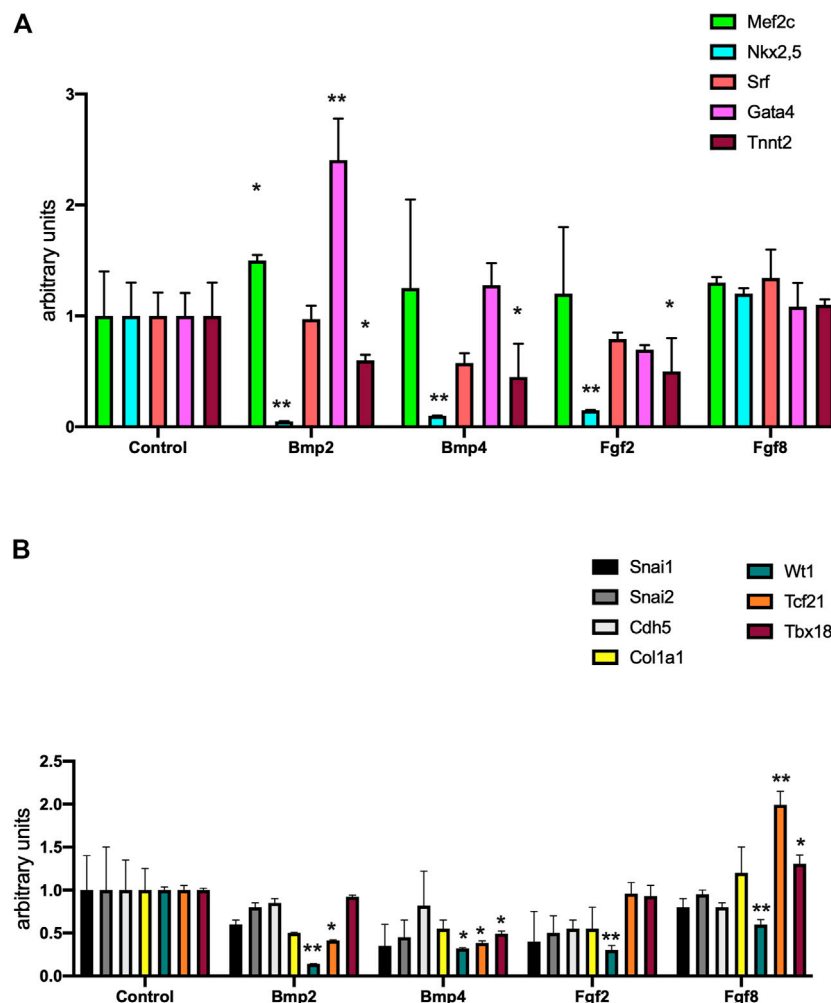 A
Mef2c
Nkx2,5
Srf
Gata4
Tnnt2
arbitrary units
3
2
1
0
*
**
**
*
**
*
**
*
Control
Bmp2
Bmp4
Fgf2
Fgf8
B
Snai1
Snai2
Cdh5
Col1a1
Wt1
Tcf21
Tbx18
arbitrary units
2.5
2.0
1.5
1.0
0.5
0.0
**
*
*
*
*
**
**
**
*
Control
Bmp2
Bmp4
Fgf2
Fgf8